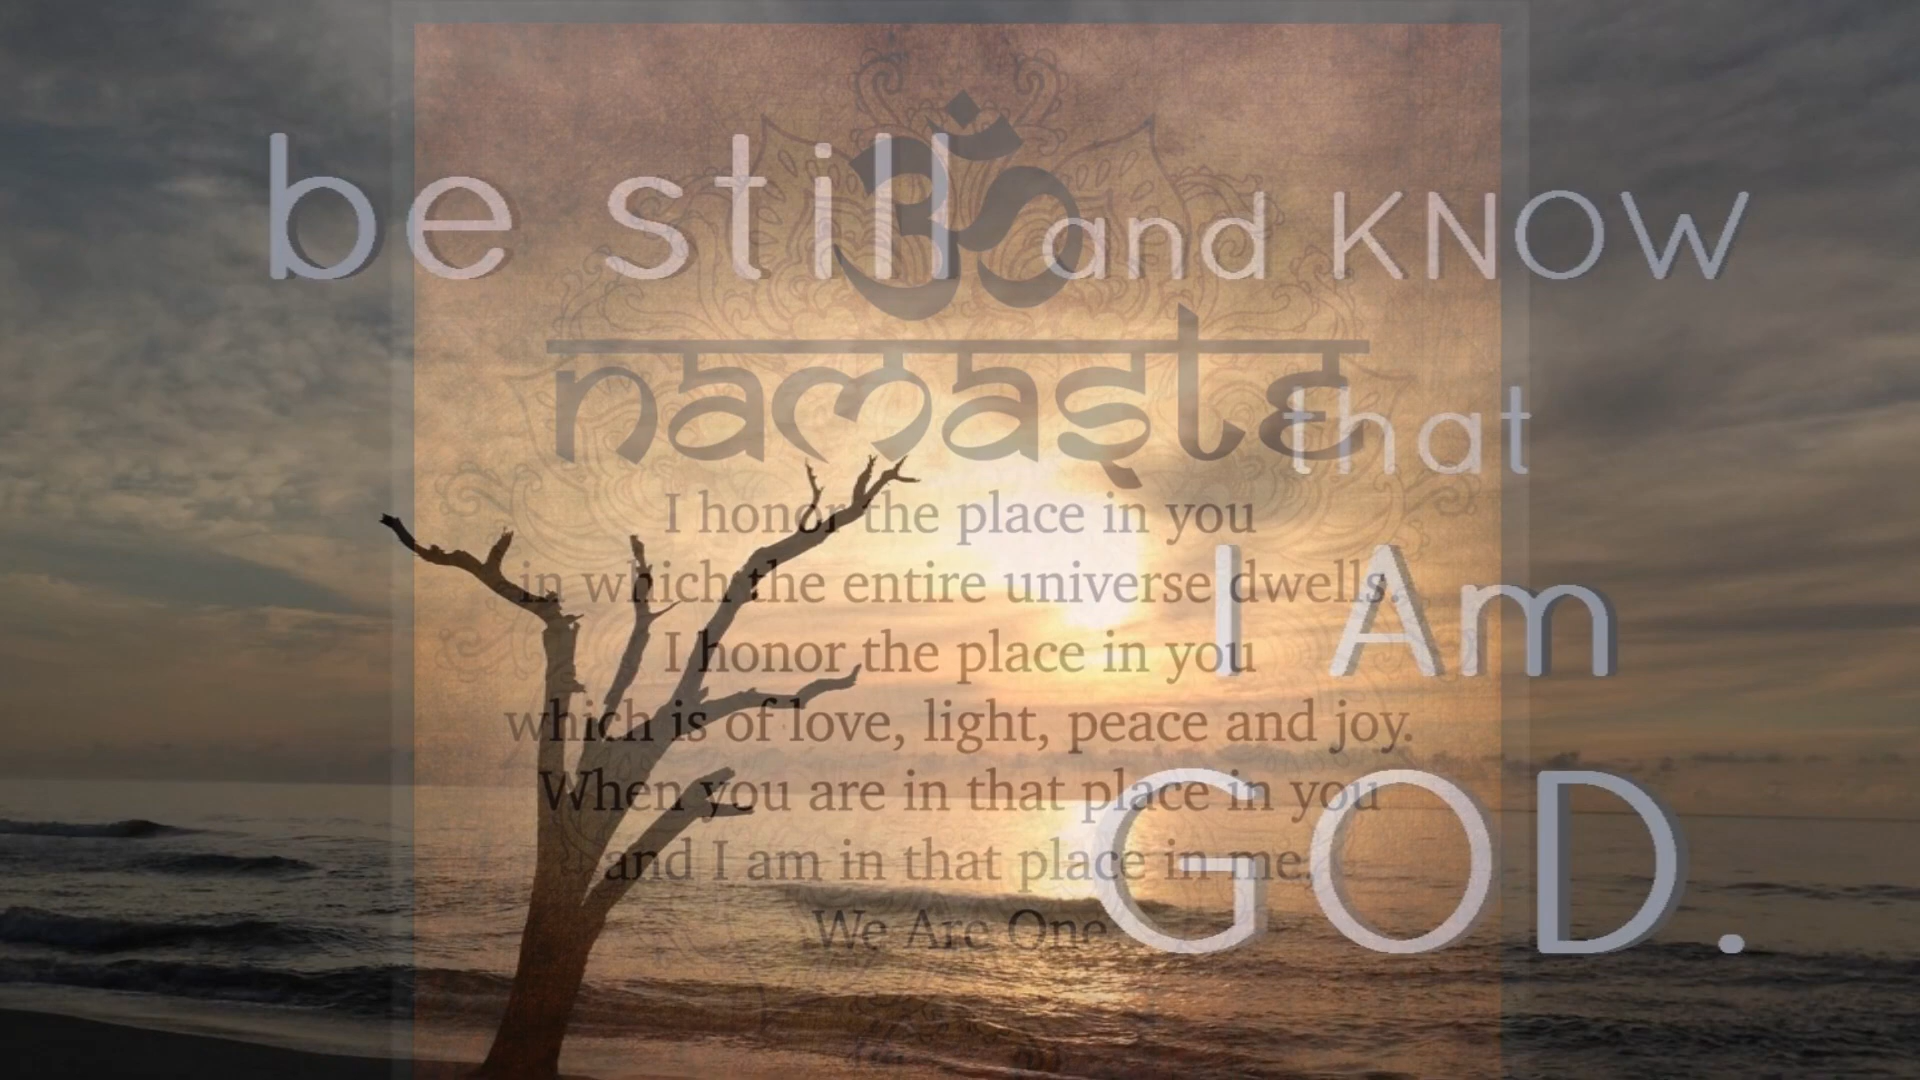 be still and KNOW
that
I Am
GOD.
ॐ
namaste
I honor the place in you
in which the entire universe dwells.
I honor the place in you
which is of love, light, peace and joy.
When you are in that place in you
and I am in that place in me.
We Are One